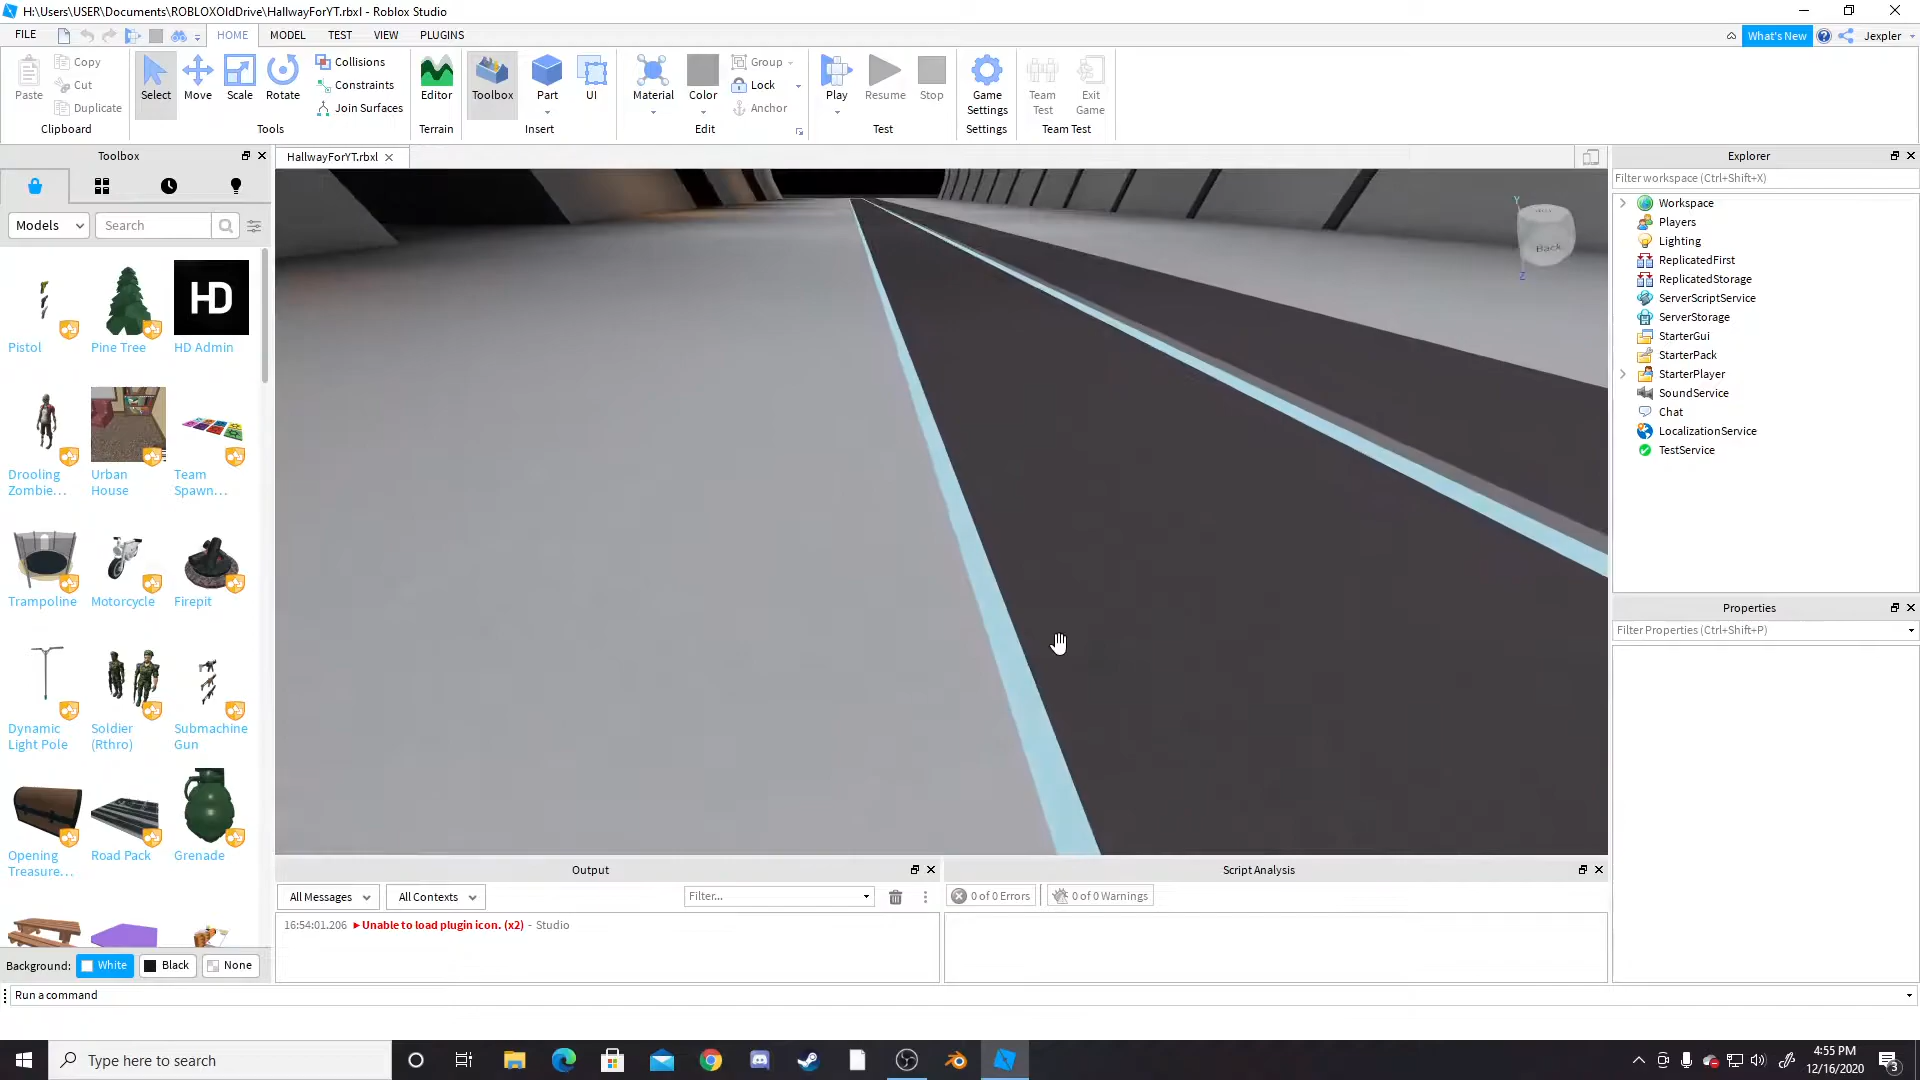 H:\Users\USER\Documents\ROBLOXOldDrive\HallwayForYT.rbxl - Roblox Studio
FILE HOME MODEL TEST VIEW PLUGINS What's New Jexpler
Paste Copy Cut Duplicate
Clipboard
Select Move Scale Rotate Collisions Constraints Join Surfaces
Tools
Editor
Terrain
Toolbox Part UI
Insert
Material Color Group Lock Anchor
Edit
Play Resume Stop
Test
Game Settings
Settings
Team Test Exit Game
Team Test
Toolbox
Models Search
Pistol Pine Tree HD Admin
HD
Drooling Zombie... Urban House Team Spawn...
Trampoline Motorcycle Firepit
Dynamic Light Pole Soldier (Rthro) Submachine Gun
Opening Treasure... Road Pack Grenade
Background: White Black None
HallwayForYT.rbxl
Y
Back
Z
Explorer
Filter workspace (Ctrl+Shift+X)
Workspace
Players
Lighting
ReplicatedFirst
ReplicatedStorage
ServerScriptService
ServerStorage
StarterGui
StarterPack
StarterPlayer
SoundService
Chat
LocalizationService
TestService
Properties
Filter Properties (Ctrl+Shift+P)
Output
All Messages All Contexts Filter...
16:54:01.206 Unable to load plugin icon. (x2) - Studio
Script Analysis
0 of 0 Errors 0 of 0 Warnings
Run a command
Type here to search
4:55 PM
12/16/2020
3